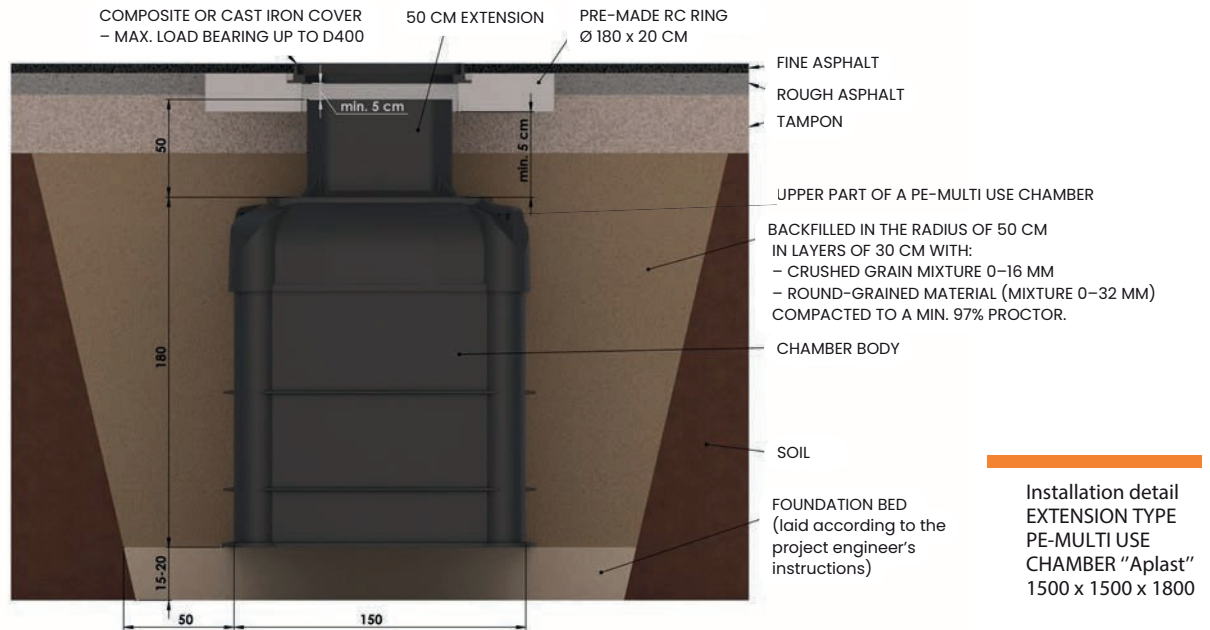 COMPOSITE OR CAST IRON COVER
– MAX. LOAD BEARING UP TO D400
50 CM EXTENSION
PRE-MADE RC RING
Ø 180 x 20 CM
FINE ASPHALT
ROUGH ASPHALT
TAMPON
min. 5 cm
50
min. 5 cm
UPPER PART OF A PE-MULTI USE CHAMBER
BACKFILLED IN THE RADIUS OF 50 CM
IN LAYERS OF 30 CM WITH:
– CRUSHED GRAIN MIXTURE 0–16 MM
– ROUND-GRAINED MATERIAL (MIXTURE 0–32 MM)
COMPACTED TO A MIN. 97% PROCTOR.
180
CHAMBER BODY
SOIL
FOUNDATION BED
(laid according to the
project engineer's
instructions)
15-20
50
150
Installation detail
EXTENSION TYPE
PE-MULTI USE
CHAMBER “Aplast”
1500 x 1500 x 1800